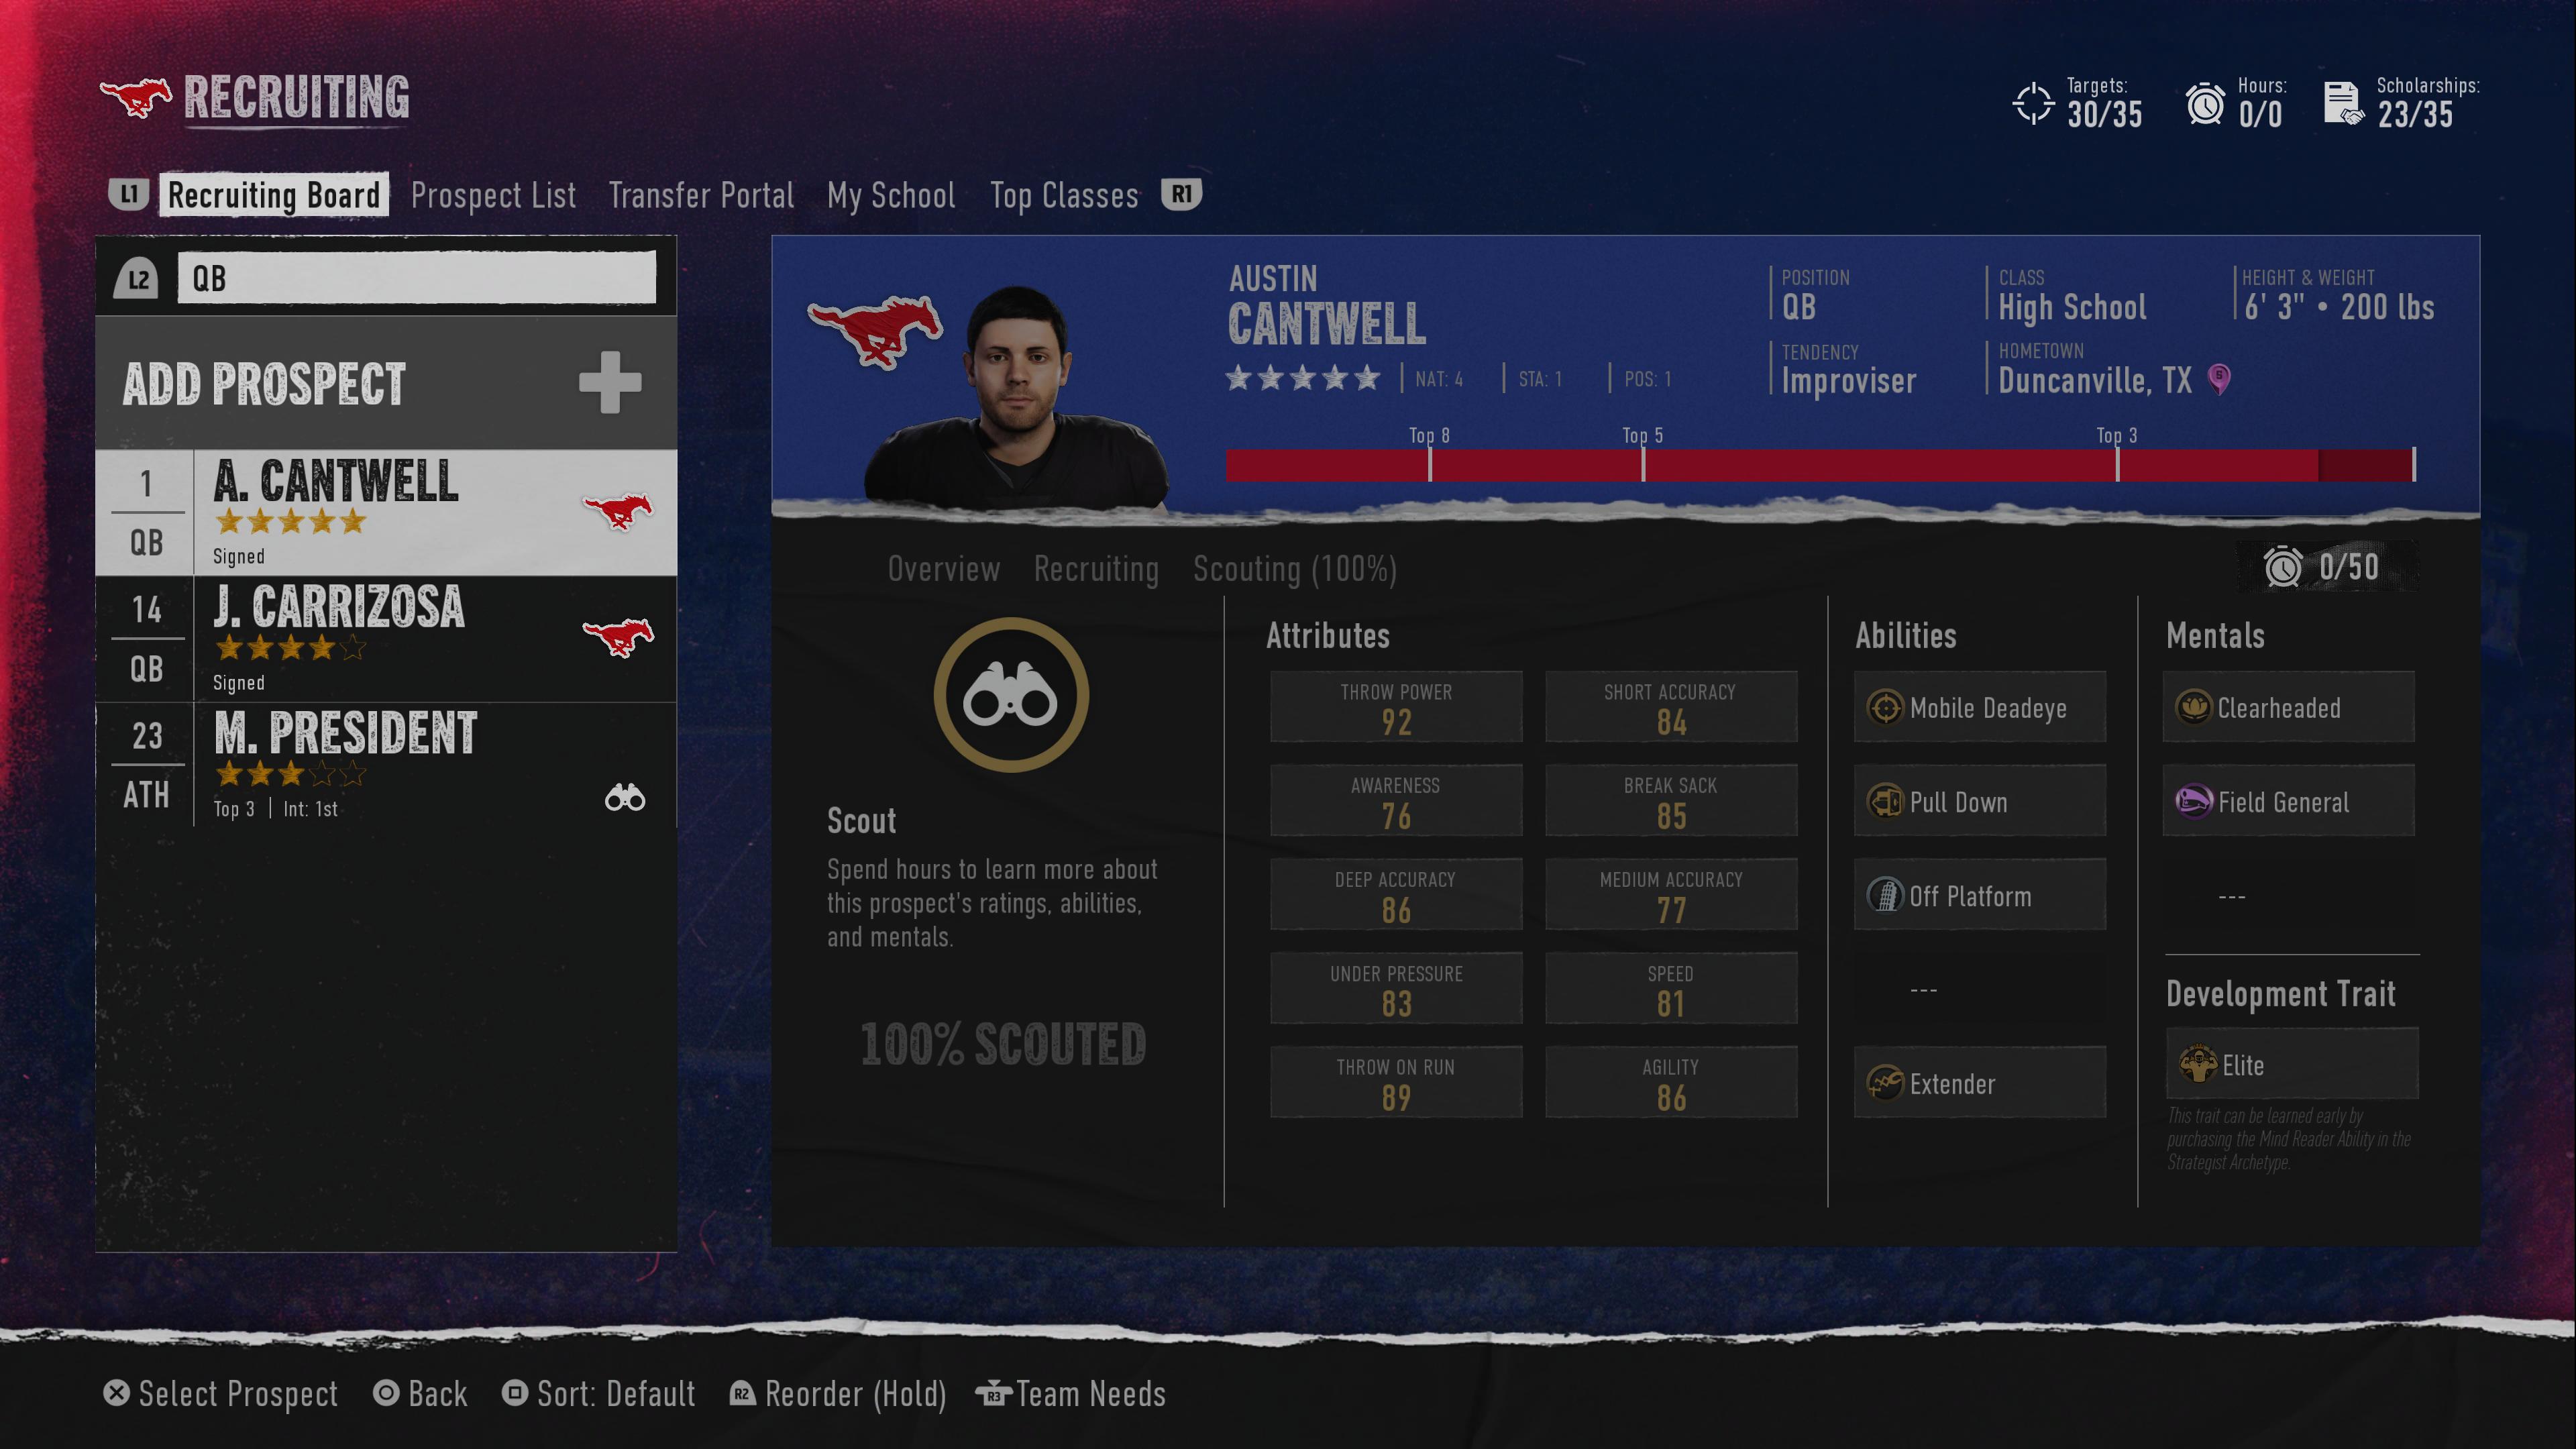 RECRUITING
Targets:
30/35
Hours:
0/0
Scholarships:
23/35
L1 Recruiting Board Prospect List Transfer Portal My School Top Classes R1
L2 QB
ADD PROSPECT
1
QB
A. CANTWELL
Signed
14
QB
J. CARRIZOSA
Signed
23
ATH
M. PRESIDENT
Top 3 | Int: 1st
AUSTIN
CANTWELL
NAT: 4 | STA: 1 | POS: 1
POSITION
QB
CLASS
High School
HEIGHT & WEIGHT
6' 3" • 200 lbs
TENDENCY
Improviser
HOMETOWN
Duncanville, TX
Top 8 Top 5 Top 3
Overview Recruiting Scouting (100%)
0/50
Scout
Spend hours to learn more about
this prospect's ratings, abilities,
and mentals.
100% SCOUTED
Attributes
THROW POWER
92
SHORT ACCURACY
84
AWARENESS
76
BREAK SACK
85
DEEP ACCURACY
86
MEDIUM ACCURACY
77
UNDER PRESSURE
83
SPEED
81
THROW ON RUN
89
AGILITY
86
Abilities
Mobile Deadeye
Pull Down
Off Platform
---
Extender
Mentals
Clearheaded
Field General
---
Development Trait
Elite
This trait can be learned early by
purchasing the Mind Reader Ability in the
Strategist Archetype.
Select Prospect Back Sort: Default R2 Reorder (Hold) R3 Team Needs